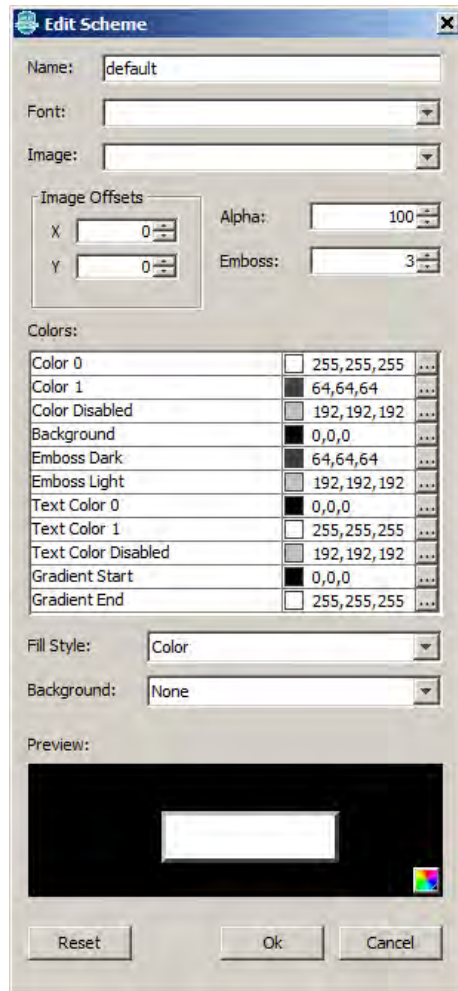 Edit Scheme
Name: default
Font:
Image:
Image Offsets
X 0
Y 0
Alpha: 100
Emboss: 3
Colors:
Color 0 255,255,255 ...
Color 1 64,64,64 ...
Color Disabled 192,192,192 ...
Background 0,0,0 ...
Emboss Dark 64,64,64 ...
Emboss Light 192,192,192 ...
Text Color 0 0,0,0 ...
Text Color 1 255,255,255 ...
Text Color Disabled 192,192,192 ...
Gradient Start 0,0,0 ...
Gradient End 255,255,255 ...
Fill Style: Color
Background: None
Preview:
Reset Ok Cancel